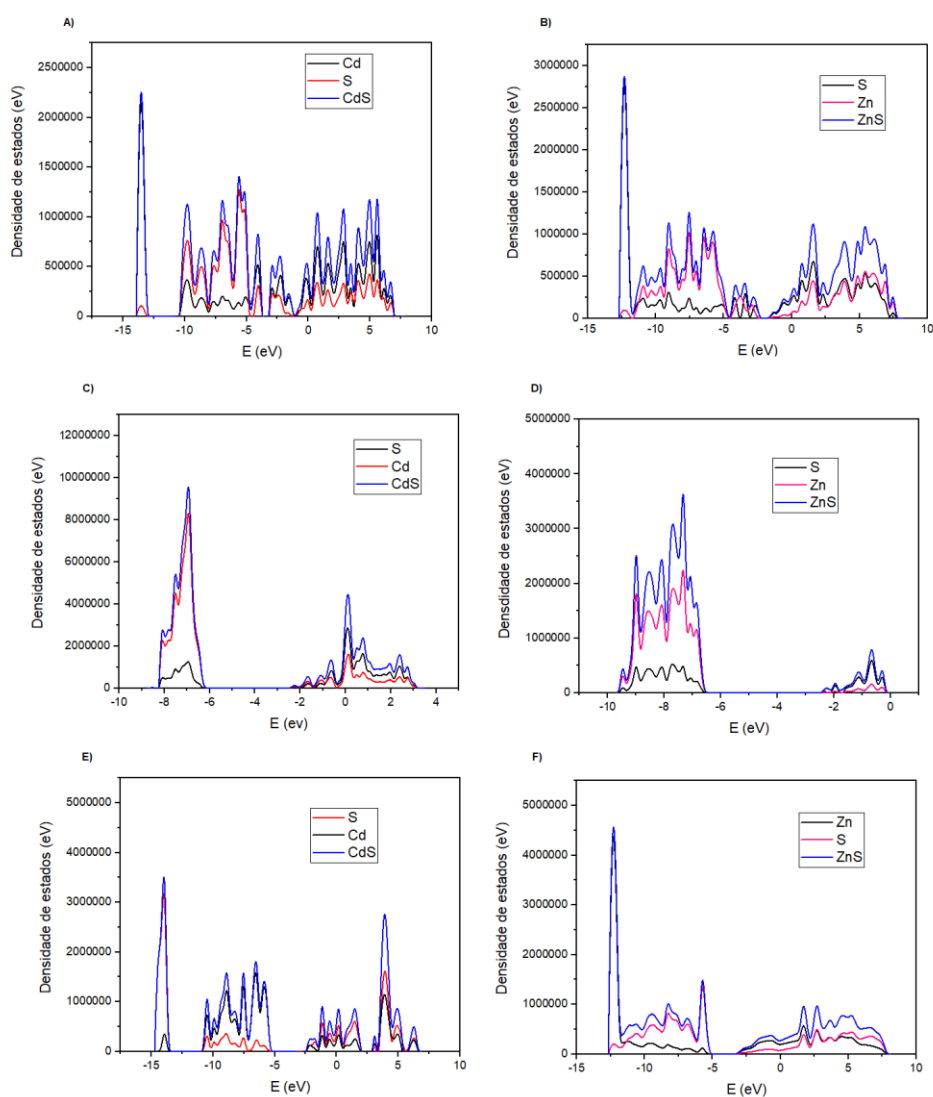 A)
Densidade de estados (eV)
2500000
2000000
1500000
1000000
500000
0
-15
-10
-5
0
5
10
E (eV)
Cd
S
CdS
B)
Densidade de estados (eV)
3000000
2500000
2000000
1500000
1000000
500000
0
-15
-10
-5
0
5
10
E (eV)
S
Zn
ZnS
C)
Densidade de estados (eV)
12000000
10000000
8000000
6000000
4000000
2000000
0
-10
-8
-6
-4
-2
0
2
4
E (ev)
S
Cd
CdS
D)
Densdidade de estados (eV)
5000000
4000000
3000000
2000000
1000000
0
-10
-8
-6
-4
-2
0
E (eV)
S
Zn
ZnS
E)
Densidade de estados (eV)
5000000
4000000
3000000
2000000
1000000
0
-15
-10
-5
0
5
10
E (eV)
S
Cd
CdS
F)
Densidade de estados (eV)
5000000
4000000
3000000
2000000
1000000
0
-15
-10
-5
0
5
10
E (eV)
Zn
S
ZnS